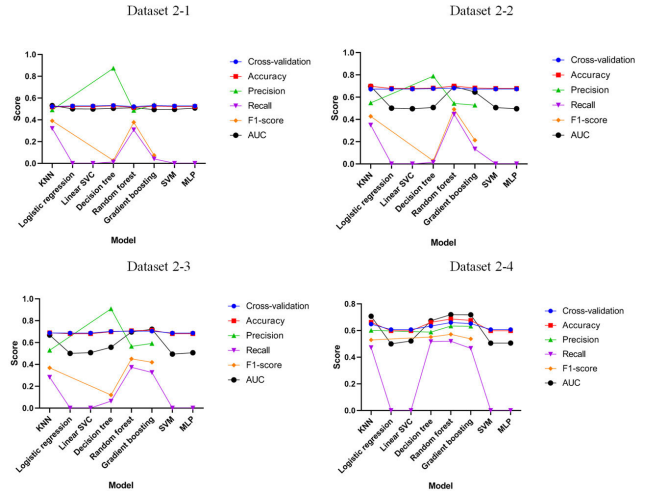 Dataset 2-1
Score
1.0
0.8
0.6
0.4
0.2
0.0
KNN
Logistic regression
Linear SVC
Decision tree
Random forest
Gradient boosting
SVM
MLP
Model
Cross-validation
Accuracy
Precision
Recall
F1-score
AUC
Dataset 2-2
Score
1.0
0.8
0.6
0.4
0.2
0.0
KNN
Logistic regression
Linear SVC
Decision tree
Random forest
Gradient boosting
SVM
MLP
Model
Cross-validation
Accuracy
Precision
Recall
F1-score
AUC
Dataset 2-3
Score
1.0
0.8
0.6
0.4
0.2
0.0
KNN
Logistic regression
Linear SVC
Decision tree
Random forest
Gradient boosting
SVM
MLP
Model
Cross-validation
Accuracy
Precision
Recall
F1-score
AUC
Dataset 2-4
Score
0.8
0.6
0.4
0.2
0.0
KNN
Logistic regression
Linear SVC
Decision tree
Random forest
Gradient boosting
SVM
MLP
Model
Cross-validation
Accuracy
Precision
Recall
F1-score
AUC